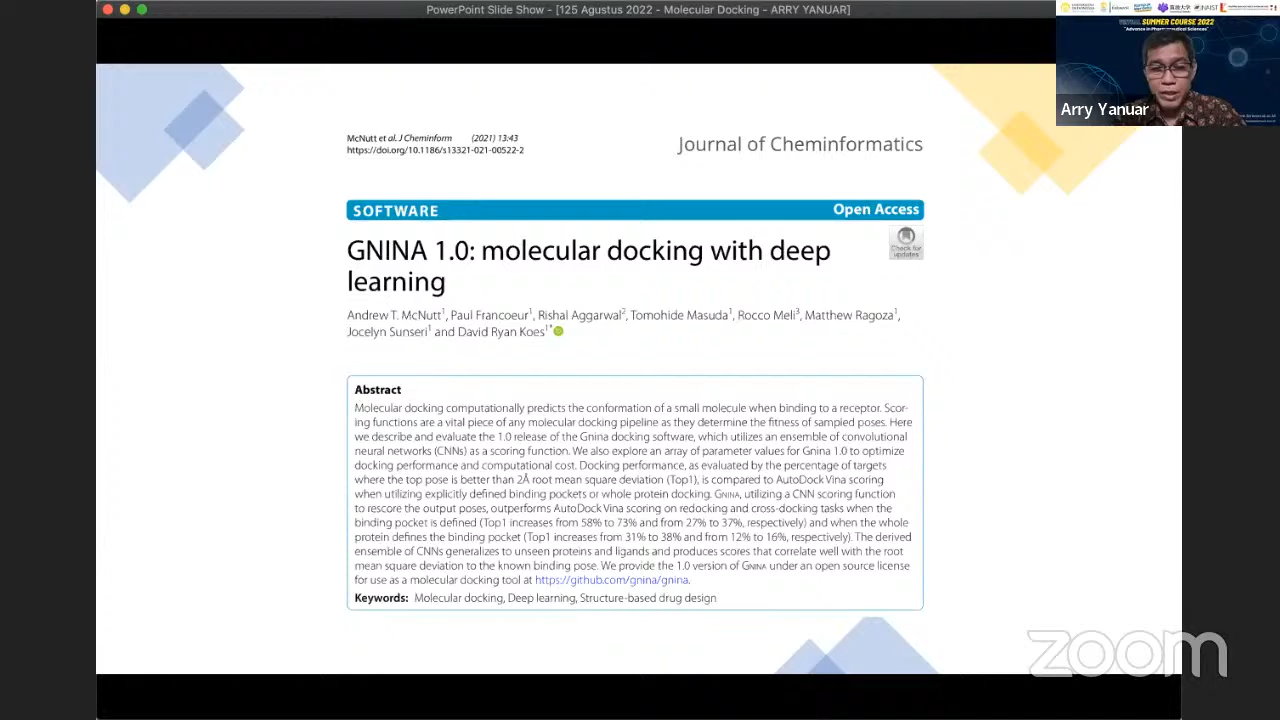 PowerPoint Slide Show - [125 Agustus 2022 - Molecular Docking - ARRY YANUAR]
VIRTUAL SUMMER COURSE 2022
"Advance in Pharmaceutical Sciences"
Arry Yanuar
McNutt et al. J Cheminform (2021) 13:43
https://doi.org/10.1186/s13321-021-00522-2
Journal of Cheminformatics
SOFTWARE
Open Access
Check for
updates
GNINA 1.0: molecular docking with deep
learning
Andrew T. McNutt1, Paul Francoeur1, Rishal Aggarwal2, Tomohide Masuda1, Rocco Meli3, Matthew Ragoza1,
Jocelyn Sunseri1 and David Ryan Koes1*
Abstract
Molecular docking computationally predicts the conformation of a small molecule when binding to a receptor. Scor-
ing functions are a vital piece of any molecular docking pipeline as they determine the fitness of sampled poses. Here
we describe and evaluate the 1.0 release of the Gnina docking software, which utilizes an ensemble of convolutional
neural networks (CNNs) as a scoring function. We also explore an array of parameter values for Gnina 1.0 to optimize
docking performance and computational cost. Docking performance, as evaluated by the percentage of targets
where the top pose is better than 2Å root mean square deviation (Top1), is compared to AutoDock Vina scoring
when utilizing explicitly defined binding pockets or whole protein docking. GNINA, utilizing a CNN scoring function
to rescore the output poses, outperforms AutoDock Vina scoring on redocking and cross-docking tasks when the
binding pocket is defined (Top1 increases from 58% to 73% and from 27% to 37%, respectively) and when the whole
protein defines the binding pocket (Top1 increases from 31% to 38% and from 12% to 16%, respectively). The derived
ensemble of CNNs generalizes to unseen proteins and ligands and produces scores that correlate well with the root
mean square deviation to the known binding pose. We provide the 1.0 version of GNINA under an open source license
for use as a molecular docking tool at https://github.com/gnina/gnina.
Keywords: Molecular docking, Deep learning, Structure-based drug design
zoom